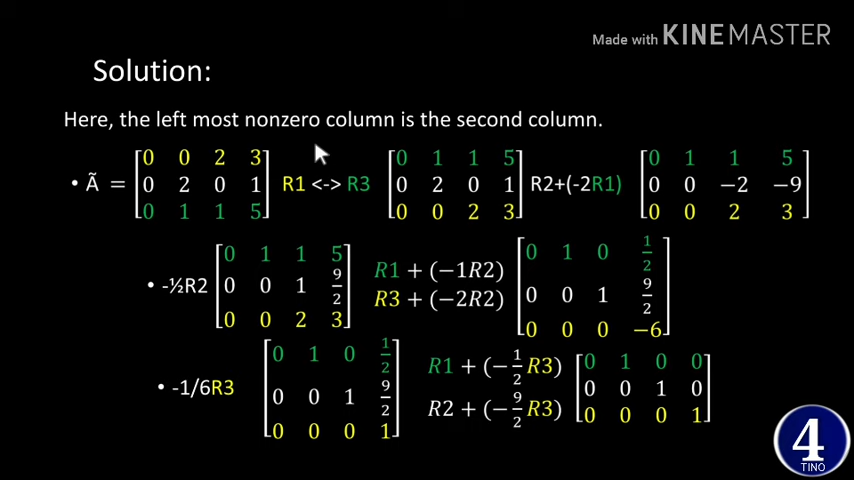 Made with KINEMASTER
Solution:
Here, the left most nonzero column is the second column.
• Ã = [0 0 2 3 R1 <-> R3 [0 1 1 5 R2+(-2R1) [0 1 1 5
0 2 0 1 0 2 0 1 0 0 −2 −9
0 1 1 5] 0 0 2 3] 0 0 2 3]
• -½R2 [0 1 1 5 R1 + (−1R2) [0 1 0 1/2
0 0 1 9/2 R3 + (−2R2) 0 0 1 9/2
0 0 2 3] 0 0 0 −6]
• -1/6R3 [0 1 0 1/2 R1 + (−1/2 R3) [0 1 0 0
0 0 1 9/2 R2 + (−9/2 R3) 0 0 1 0
0 0 0 1] 0 0 0 1]
4
TINO